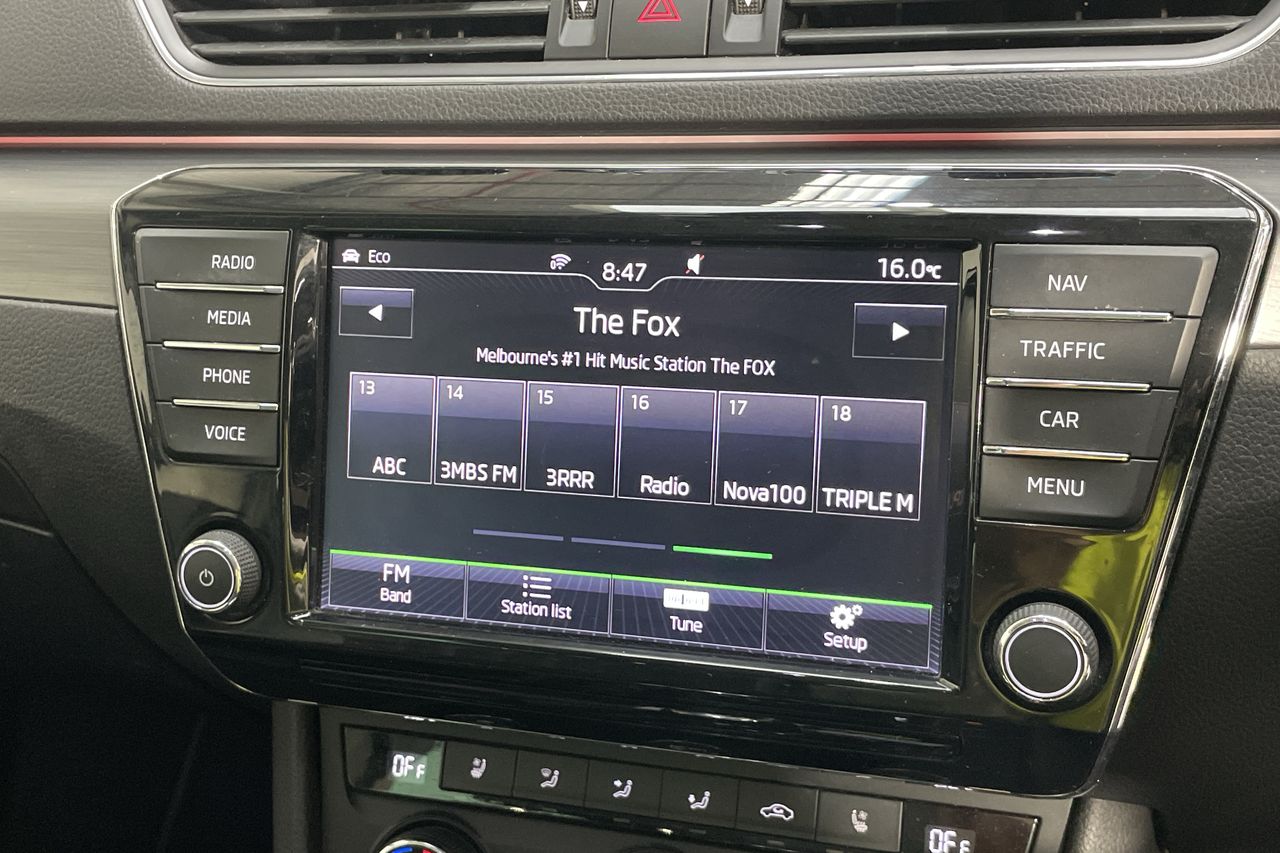 Eco
8:47
16.0°C
RADIO
MEDIA
PHONE
VOICE
NAV
TRAFFIC
CAR
MENU
The Fox
Melbourne's #1 Hit Music Station The FOX
13
14
15
16
17
18
ABC
3MBS FM
3RRR
Radio
Nova100
TRIPLE M
FM
Band
Station list
Tune
Setup
OFF
OFF